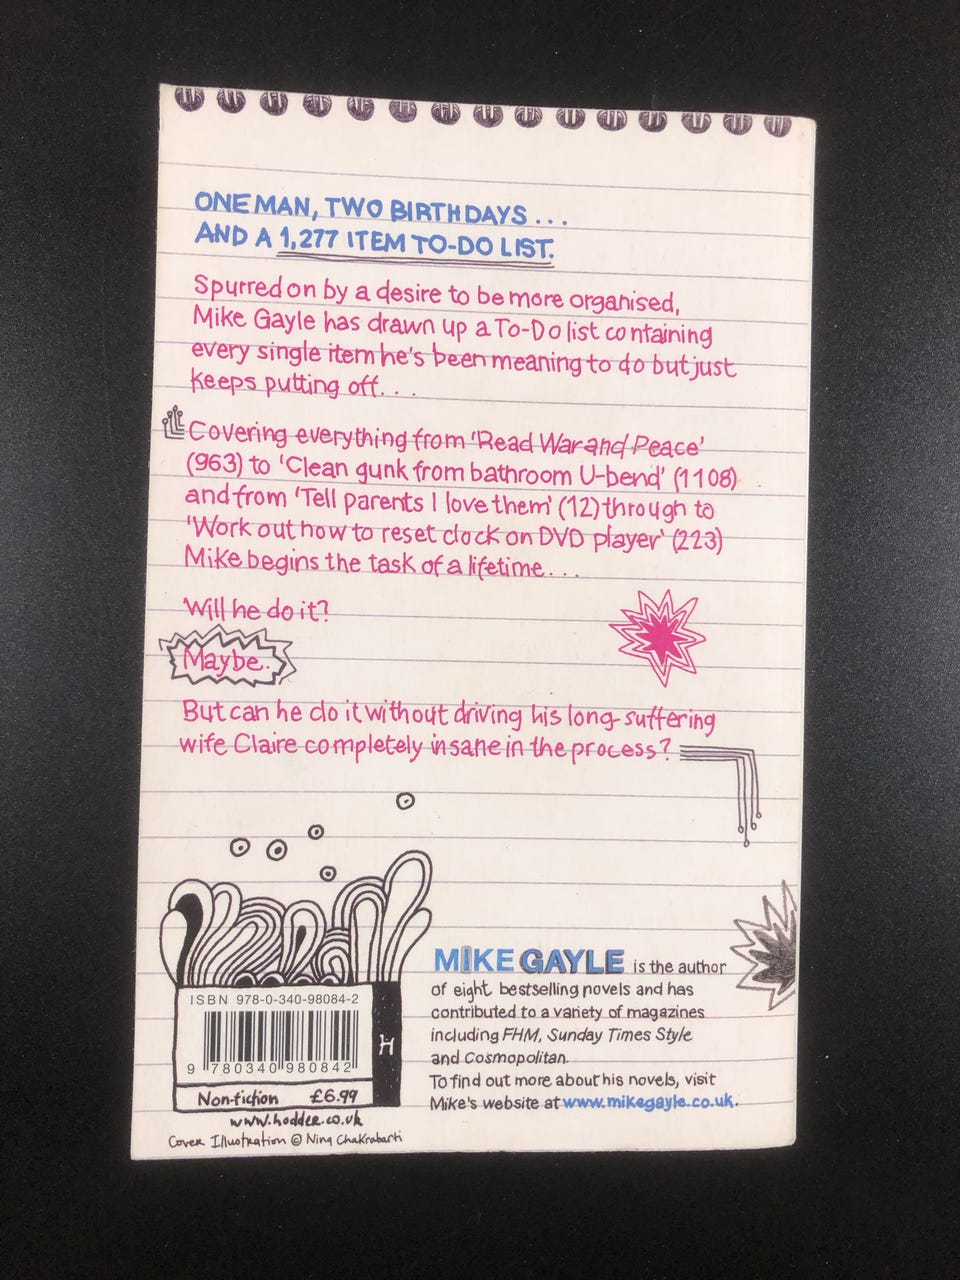 ONE MAN, TWO BIRTHDAYS...
AND A 1,277 ITEM TO-DO LIST.
Spurred on by a desire to be more organised,
Mike Gayle has drawn up a To-Do list containing
every single item he's been meaning to do but just
keeps putting off...
Covering everything from 'Read War and Peace'
(963) to 'Clean gunk from bathroom U-bend' (1108)
and from 'Tell parents I love them' (12) through to
'Work out how to reset clock on DVD player' (223)
Mike begins the task of a lifetime...
Will he do it?
Maybe.
But can he do it without driving his long-suffering
wife Claire completely insane in the process?
MIKE GAYLE is the author
of eight bestselling novels and has
contributed to a variety of magazines
including FHM, Sunday Times Style
and Cosmopolitan.
To find out more about his novels, visit
Mike's website at www.mikegayle.co.uk.
ISBN 978-0-340-98084-2
9 780340 980842
H
Non-fiction £6.99
www.hodder.co.uk
Cover Illustration © Nina Chakrabarti